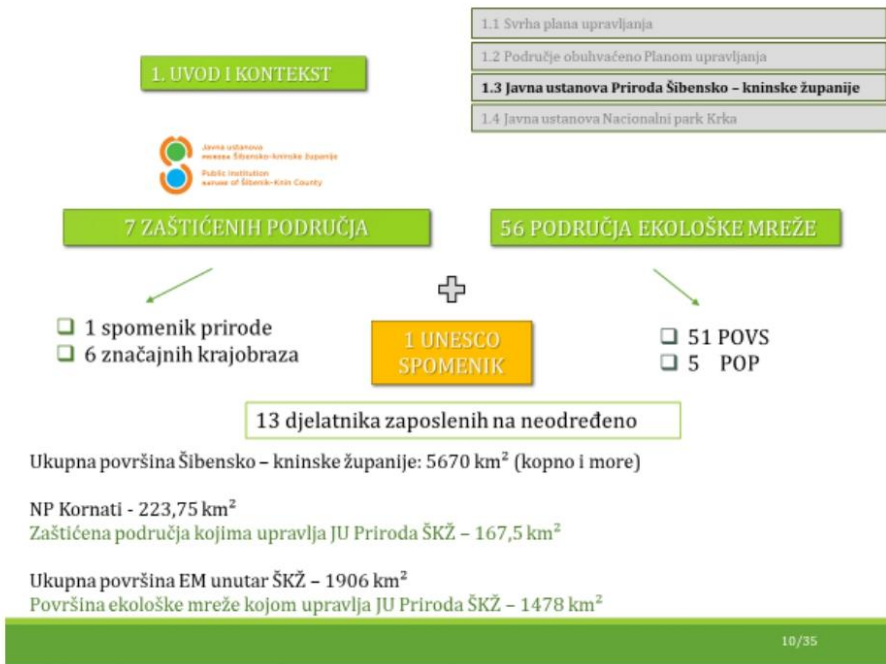 1.1 Svrha plana upravljanja
1.2 Područje obuhvaćeno Planom upravljanja
1.3 Javna ustanova Priroda Šibensko – kninske županije
1.4 Javna ustanova Nacionalni park Krka
1. UVOD I KONTEKST
Javna ustanova
PRIRODA Šibensko-kninske županije
Public Institution
NATURE of Šibenik-Knin County
7 ZAŠTIĆENIH PODRUČJA
56 PODRUČJA EKOLOŠKE MREŽE
1 spomenik prirode
6 značajnih krajobraza
1 UNESCO
SPOMENIK
51 POVS
5 POP
13 djelatnika zaposlenih na neodređeno
Ukupna površina Šibensko – kninske županije: 5670 km² (kopno i more)
NP Kornati - 223,75 km²
Zaštićena područja kojima upravlja JU Priroda ŠKŽ – 167,5 km²
Ukupna površina EM unutar ŠKŽ – 1906 km²
Površina ekološke mreže kojom upravlja JU Priroda ŠKŽ – 1478 km²
10/35